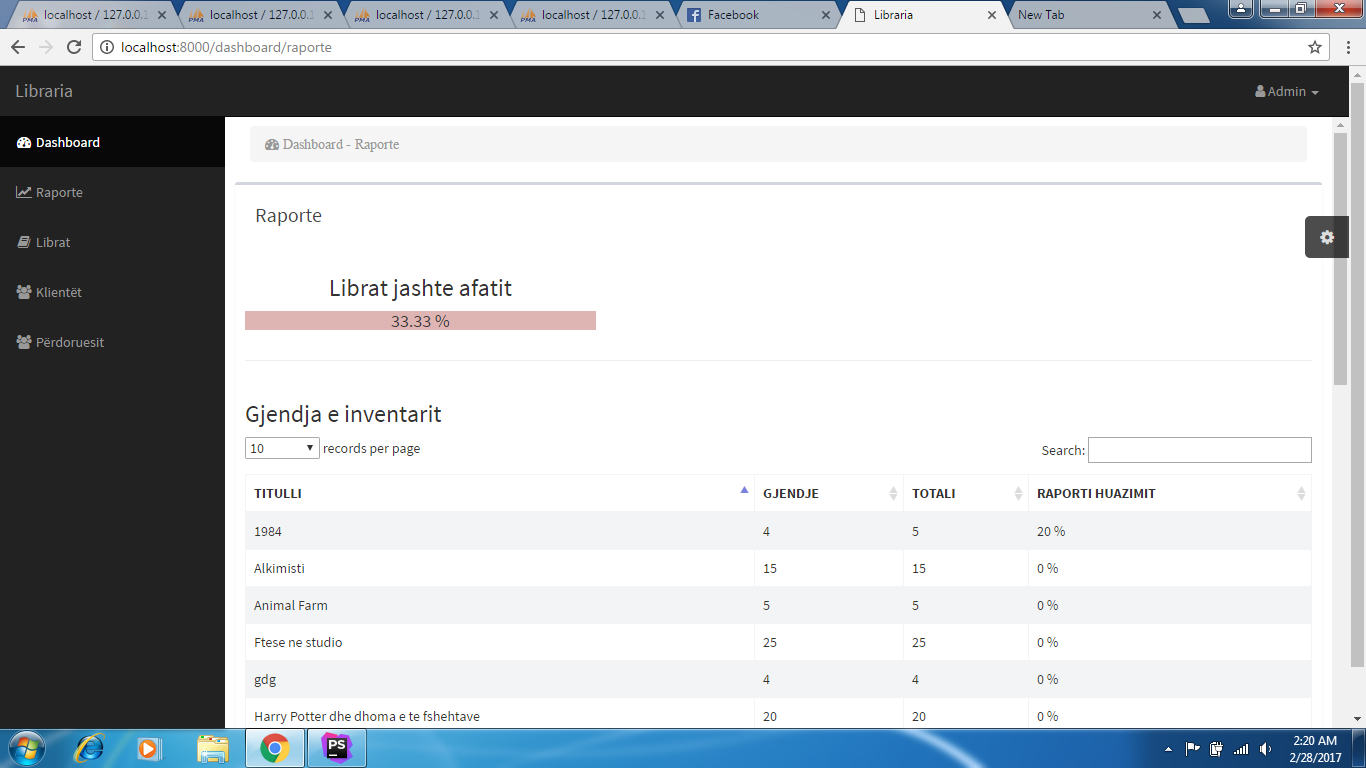 localhost / 127.0.0.1
localhost / 127.0.0.1
localhost / 127.0.0.1
localhost / 127.0.0.1
Facebook
Libraria
New Tab
localhost:8000/dashboard/raporte
Libraria
Admin
Dashboard
Raporte
Librat
Klientët
Përdoruesit
Dashboard - Raporte
Raporte
Librat jashte afatit
33.33 %
Gjendja e inventarit
10 records per page
Search:
TITULLI GJENDJE TOTALI RAPORTI HUAZIMIT
1984 4 5 20 %
Alkimisti 15 15 0 %
Animal Farm 5 5 0 %
Ftese ne studio 25 25 0 %
gdg 4 4 0 %
Harry Potter dhe dhoma e te fshehtave 20 20 0 %
PS
2:20 AM
2/28/2017